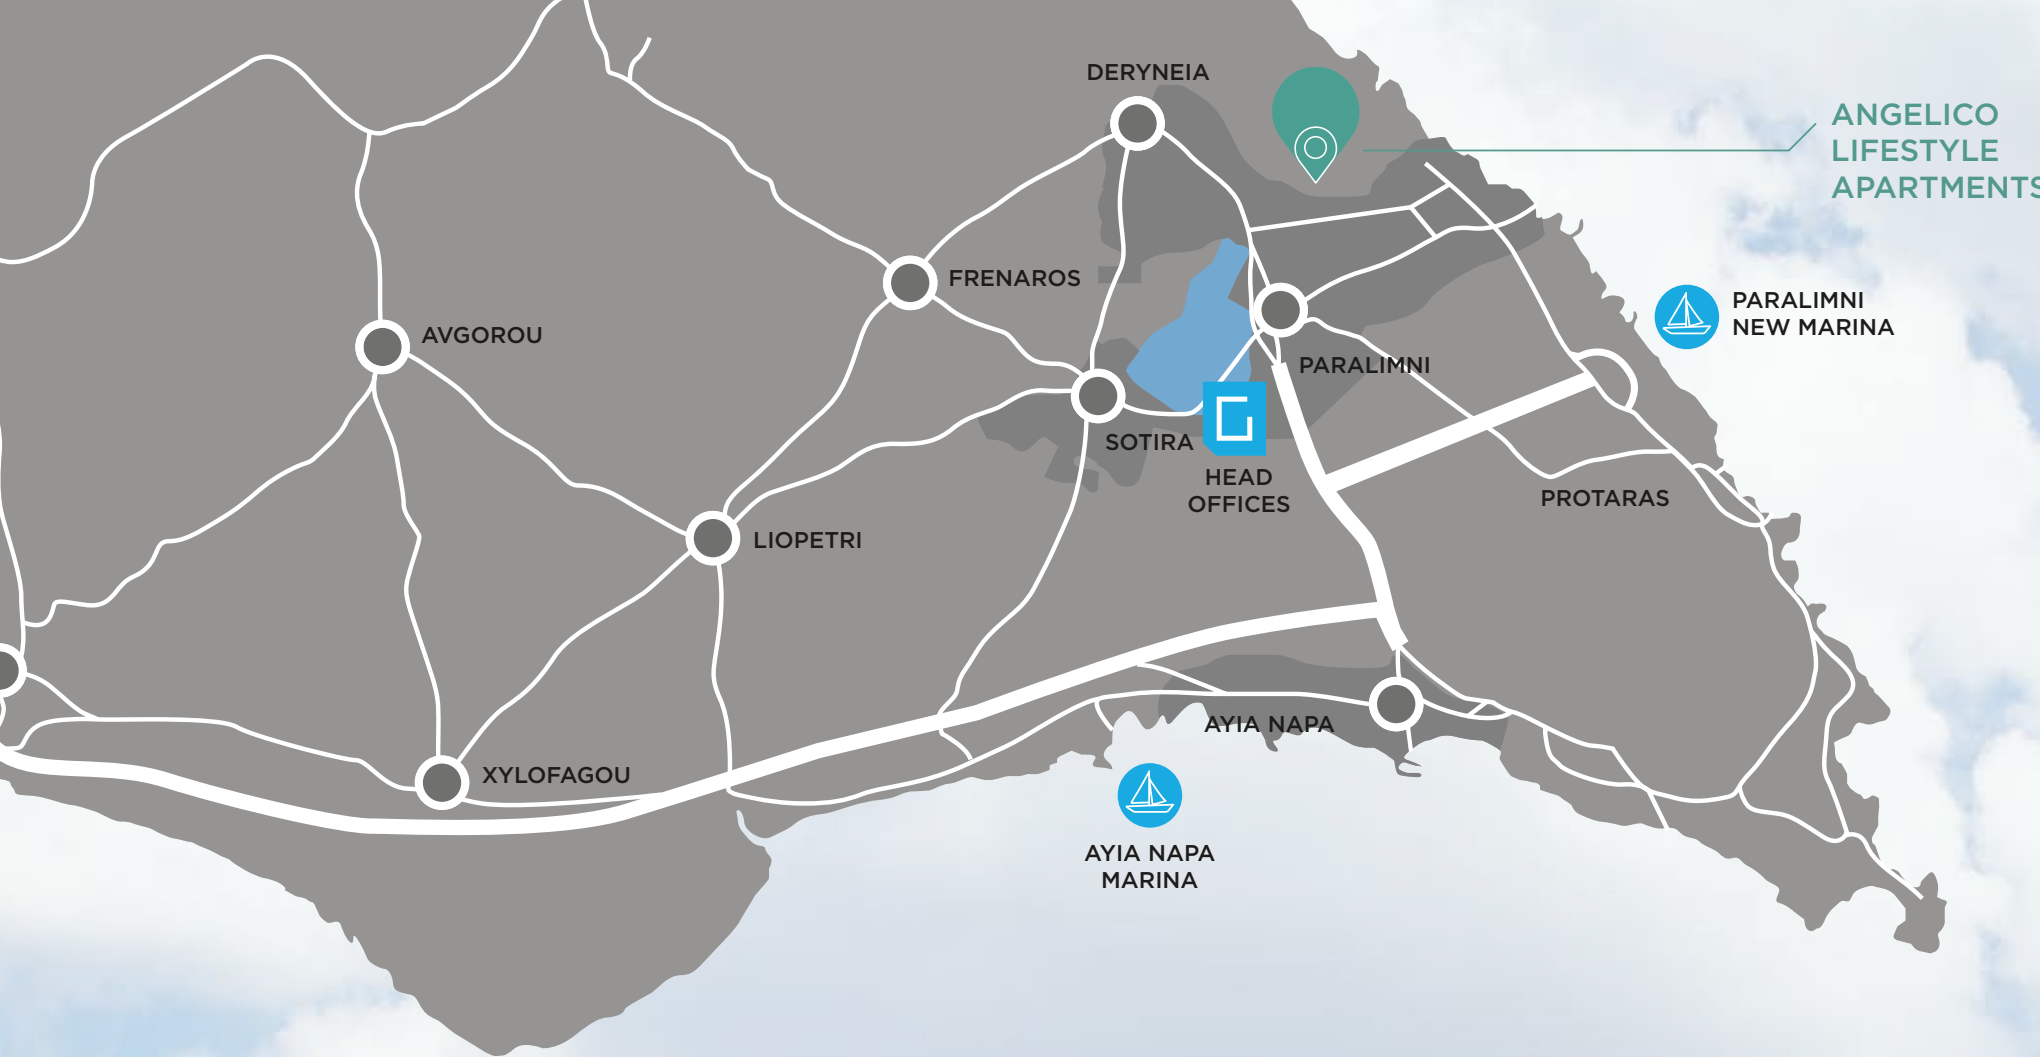 DERYNEIA
ANGELICO
LIFESTYLE
APARTMENTS
FRENAROS
PARALIMNI
NEW MARINA
AVGOROU
PARALIMNI
SOTIRA
HEAD
OFFICES
PROTARAS
LIOPETRI
AYIA NAPA
XYLOFAGOU
AYIA NAPA
MARINA